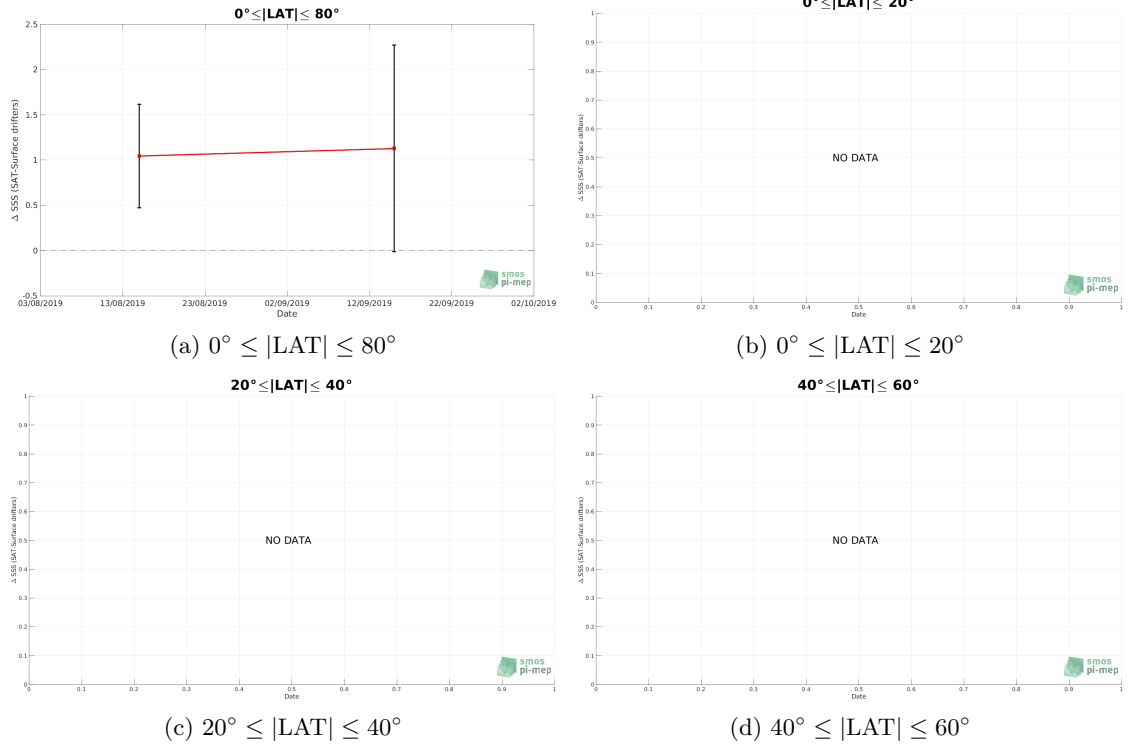 0°≤|LAT|≤ 80°
2.5
2
1.5
1
0.5
0
-0.5
Δ SSS (SAT-Surface drifters)
03/08/2019 13/08/2019 23/08/2019 02/09/2019 12/09/2019 22/09/2019 02/10/2019
Date
smos
pi-mep
(a) 0° ≤ |LAT| ≤ 80°
0°≤|LAT|≤ 20°
1
0.9
0.8
0.7
0.6
0.5
0.4
0.3
0.2
0.1
0
Δ SSS (SAT-Surface drifters)
NO DATA
0 0.1 0.2 0.3 0.4 0.5 0.6 0.7 0.8 0.9 1
Date
smos
pi-mep
(b) 0° ≤ |LAT| ≤ 20°
20°≤|LAT|≤ 40°
1
0.9
0.8
0.7
0.6
0.5
0.4
0.3
0.2
0.1
0
Δ SSS (SAT-Surface drifters)
NO DATA
0 0.1 0.2 0.3 0.4 0.5 0.6 0.7 0.8 0.9 1
Date
smos
pi-mep
(c) 20° ≤ |LAT| ≤ 40°
40°≤|LAT|≤ 60°
1
0.9
0.8
0.7
0.6
0.5
0.4
0.3
0.2
0.1
0
Δ SSS (SAT-Surface drifters)
NO DATA
0 0.1 0.2 0.3 0.4 0.5 0.6 0.7 0.8 0.9 1
Date
smos
pi-mep
(d) 40° ≤ |LAT| ≤ 60°